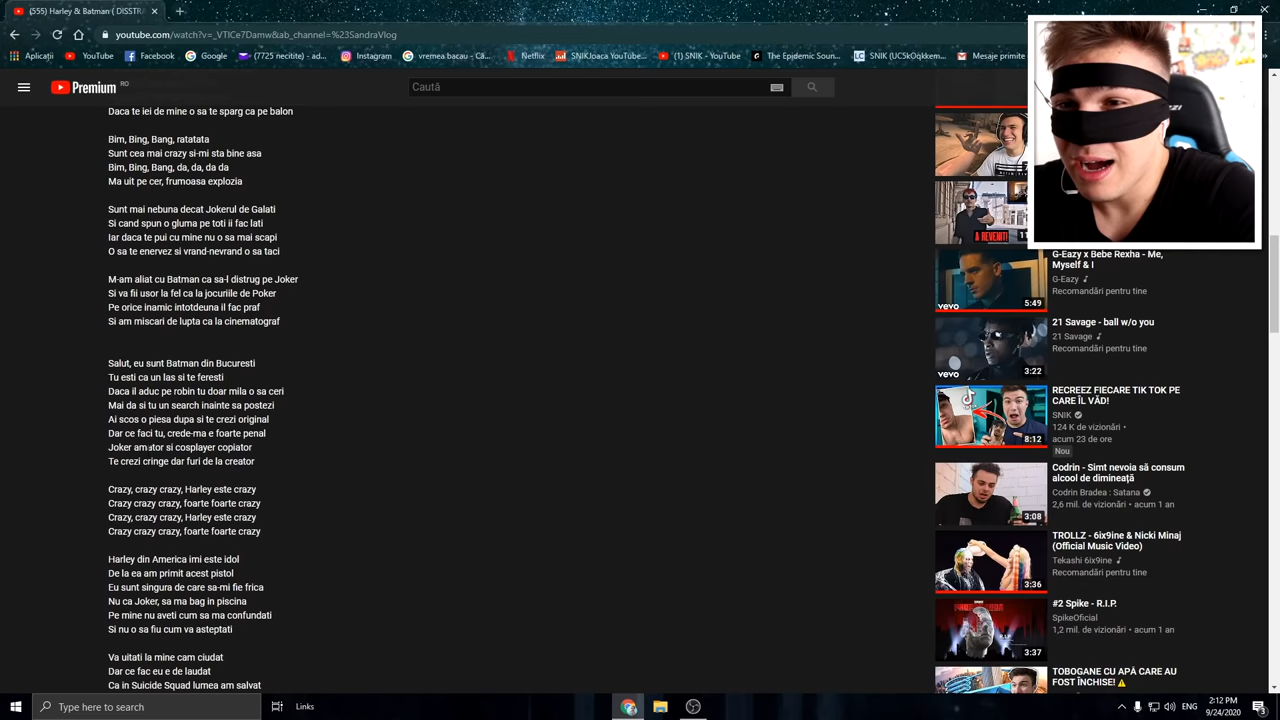 (555) Harley & Batman ( DISSTRA
youtube.com/watch?v=_VTlCe7Damw&ab_channel=AlexandraVlog
Aplicații
YouTube
Facebook
Google
(7725 necitite) - ad...
Instagram
vremea bacau - Că...
Netflix
SNIKJoaca YouTube...
(1) SNIK - YouTube
The Epidemic Soun...
SNIK (UC5kOqkkem...
Mesaje primite
Premium RO
Caută
Daca te iei de mine o sa te sparg ca pe balon
Bim, Bing, Bang, ratatata
Sunt cea mai crazy si-mi sta bine asa
Bim, Bing, Bang, da, da, da da
Ma uit pe cer, frumoasa explozia
Sunt mai nebuna decat Jokerul de Galati
Si cand spun o gluma pe toti ii fac lati
Iar daca te pui cu mine nu o sa mai scapi
O sa te enervez si vrand-nevrand o sa taci
M-am aliat cu Batman ca sa-l distrug pe Joker
Si va fii usor la fel ca la jocurile de Poker
Pe orice inamic intotdeuna il facem praf
Si am miscari de lupta ca la cinematograf
Salut, eu sunt Batman din Bucuresti
Tu esti ca un las si te feresti
Daca il aduc pe robin tu doar mierda o sa speri
Mai da si tu un search inainte sa postezi
Ai scos o piesa dupa si te crezi original
Dar ce faci tu, crede-ma e foarte penal
Joker amator si cosplayer copiator
Te crezi cringe dar furi de la creator
Crazy, crazy crazy, Harley este crazy
Crazy crazy crazy, foarte foarte crazy
Crazy, crazy crazy, Harley este crazy
Crazy crazy crazy, foarte foarte crazy
Harley din America imi este idol
De la ea am primit acest pistol
Eu sunt singura de care sa-mi fie frica
Nu ca Joker, sa ma bag in piscina
Pe mine nu aveti cum sa ma confundati
Si nu o sa fiu cum va asteptati
Va uitati la mine cam ciudat
Dar ce fac eu e de laudat
Ca in Suicide Squad lumea am salvat
A REVENIT!
G-Eazy x Bebe Rexha - Me,
Myself & I
G-Eazy
Recomandări pentru tine
vevo
5:49
21 Savage - ball w/o you
21 Savage
Recomandări pentru tine
vevo
3:22
RECREEZ FIECARE TIK TOK PE
CARE ÎL VĂD!
SNIK
124 K de vizionări •
acum 23 de ore
Nou
8:12
Codrin - Simt nevoia să consum
alcool de dimineață
Codrin Bradea : Satana
2,6 mil. de vizionări • acum 1 an
3:08
TROLLZ - 6ix9ine & Nicki Minaj
(Official Music Video)
Tekashi 6ix9ine
Recomandări pentru tine
3:36
#2 Spike - R.I.P.
SpikeOficial
1,2 mil. de vizionări • acum 1 an
3:37
TOBOGANE CU APĂ CARE AU
FOST ÎNCHISE!
Type here to search
Links
ENG
2:12 PM
9/24/2020
3